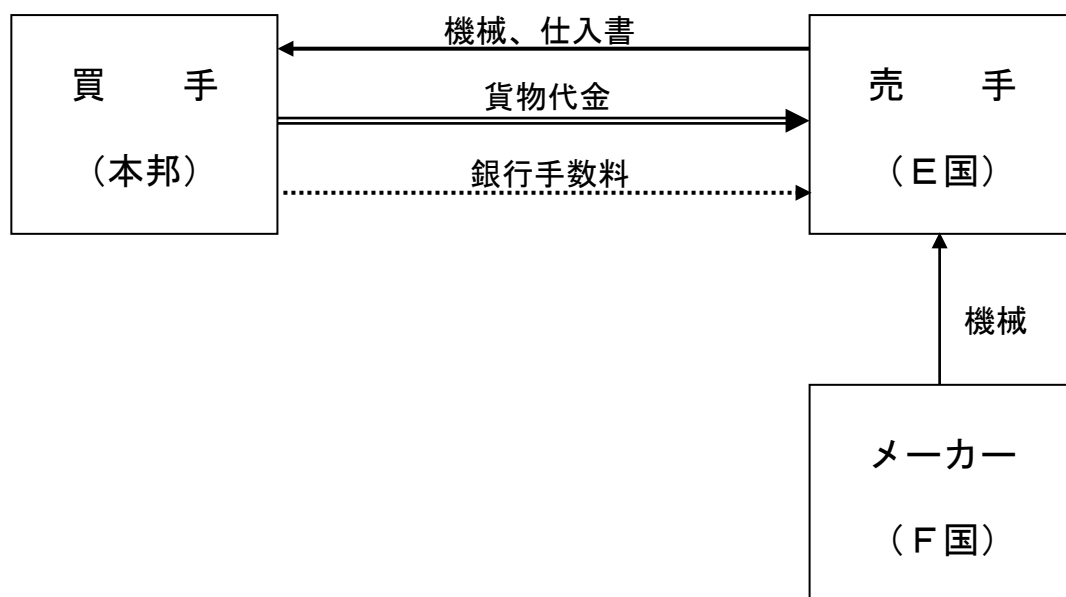 機械、仕入書
買　　手
（本邦）
貨物代金
銀行手数料
売　　手
（Ｅ国）
機械
メーカー
（Ｆ国）